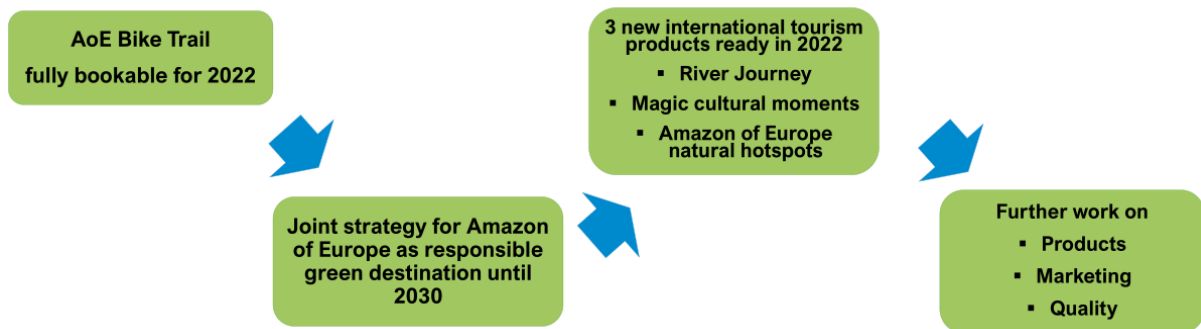 AoE Bike Trail
fully bookable for 2022
Joint strategy for Amazon
of Europe as responsible
green destination until
2030
3 new international tourism
products ready in 2022
▪ River Journey
▪ Magic cultural moments
▪ Amazon of Europe
natural hotspots
Further work on
▪ Products
▪ Marketing
▪ Quality